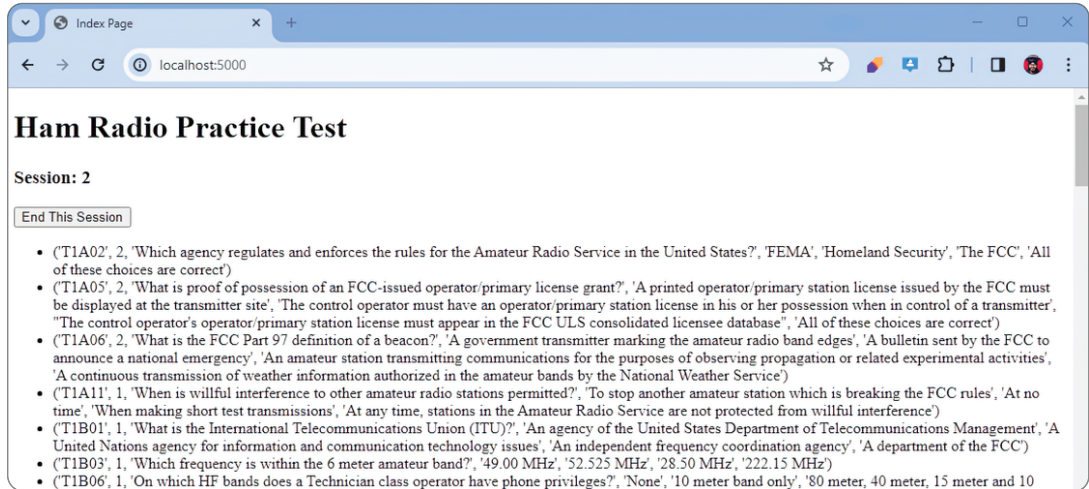 Index Page
localhost:5000
Ham Radio Practice Test
Session: 2
End This Session
• ('T1A02', 2, 'Which agency regulates and enforces the rules for the Amateur Radio Service in the United States?', 'FEMA', 'Homeland Security', 'The FCC', 'All
of these choices are correct')
• ('T1A05', 2, 'What is proof of possession of an FCC-issued operator/primary license grant?', 'A printed operator/primary station license issued by the FCC must
be displayed at the transmitter site', 'The control operator must have an operator/primary station license in his or her possession when in control of a transmitter',
"The control operator's operator/primary station license must appear in the FCC ULS consolidated licensee database", 'All of these choices are correct')
• ('T1A06', 2, 'What is the FCC Part 97 definition of a beacon?', 'A government transmitter marking the amateur radio band edges', 'A bulletin sent by the FCC to
announce a national emergency', 'An amateur station transmitting communications for the purposes of observing propagation or related experimental activities',
'A continuous transmission of weather information authorized in the amateur bands by the National Weather Service')
• ('T1A11', 1, 'When is willful interference to other amateur radio stations permitted?', 'To stop another amateur station which is breaking the FCC rules', 'At no
time', 'When making short test transmissions', 'At any time, stations in the Amateur Radio Service are not protected from willful interference')
• ('T1B01', 1, 'What is the International Telecommunications Union (ITU)?', 'An agency of the United States Department of Telecommunications Management', 'A
United Nations agency for information and communication technology issues', 'An independent frequency coordination agency', 'A department of the FCC')
• ('T1B03', 1, 'Which frequency is within the 6 meter amateur band?', '49.00 MHz', '52.525 MHz', '28.50 MHz', '222.15 MHz')
• ('T1B06', 1, 'On which HF bands does a Technician class operator have phone privileges?', 'None', '10 meter band only', '80 meter, 40 meter, 15 meter and 10